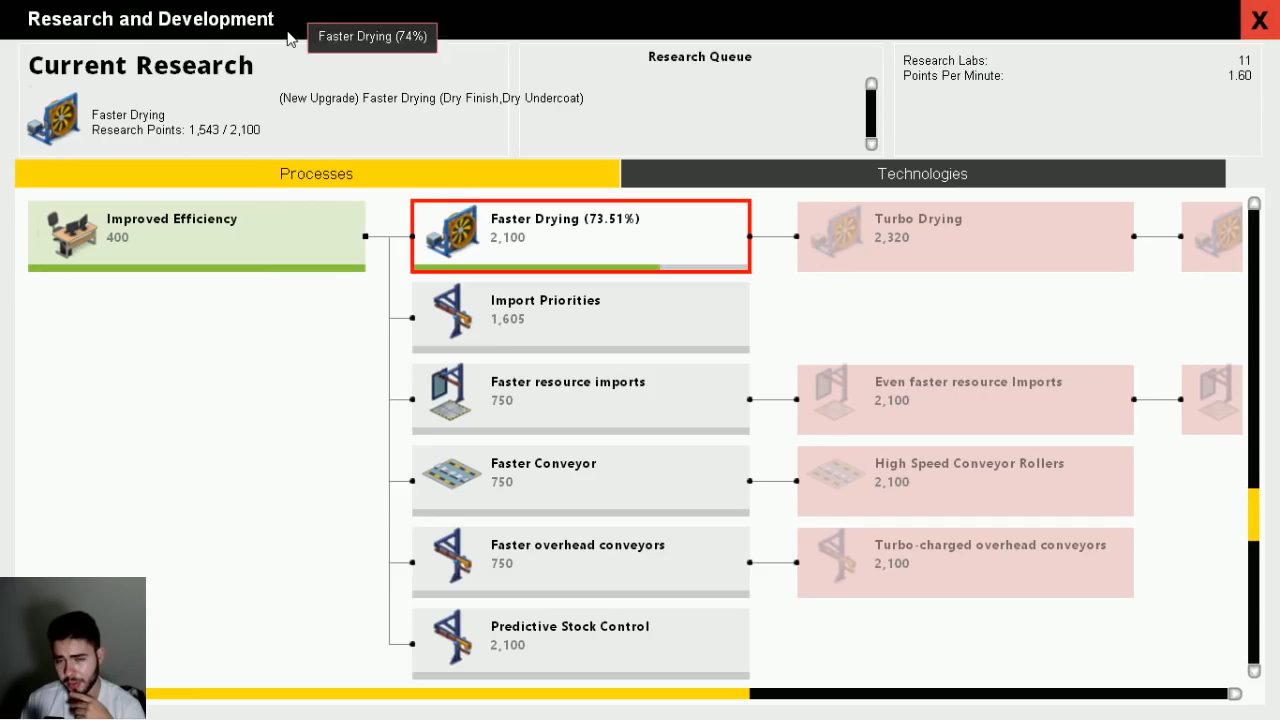 Research and Development
X
Faster Drying (74%)
Current Research
Research Queue
Research Labs: 11
Points Per Minute: 1.60
(New Upgrade) Faster Drying (Dry Finish,Dry Undercoat)
Faster Drying
Research Points: 1,543 / 2,100
Processes
Technologies
Improved Efficiency
400
Faster Drying (73.51%)
2,100
Turbo Drying
2,320
Import Priorities
1,605
Faster resource imports
750
Even faster resource Imports
2,100
Faster Conveyor
750
High Speed Conveyor Rollers
2,100
Faster overhead conveyors
750
Turbo-charged overhead conveyors
2,100
Predictive Stock Control
2,100